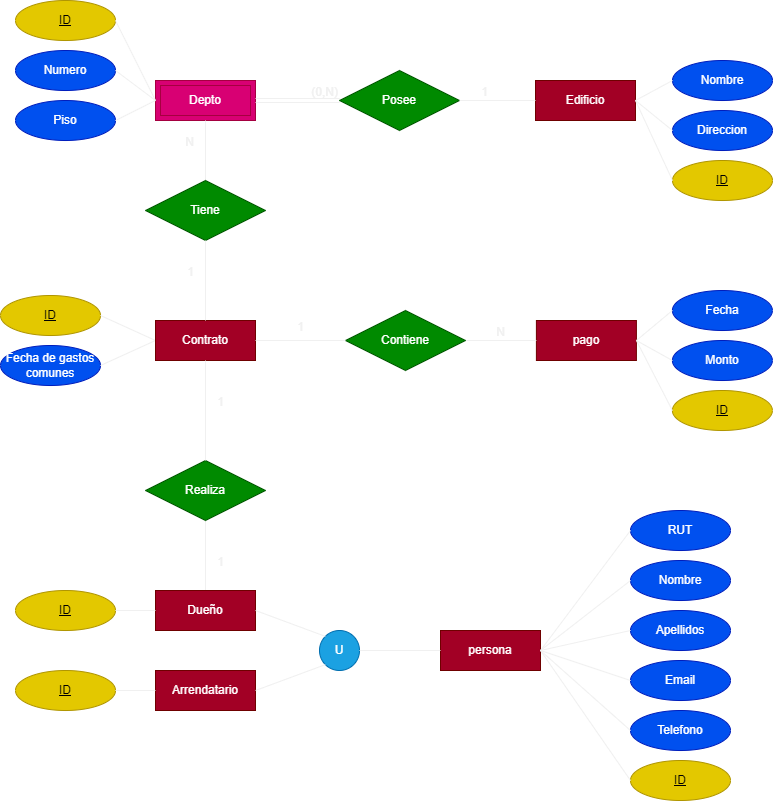 ID
Numero
Piso
Depto
(0,N)
Posee
1
Edificio
Nombre
Direccion
ID
N
Tiene
1
ID
Fecha de gastos
comunes
Contrato
1
Contiene
N
pago
Fecha
Monto
ID
1
Realiza
1
ID
Dueño
ID
Arrendatario
U
persona
RUT
Nombre
Apellidos
Email
Telefono
ID